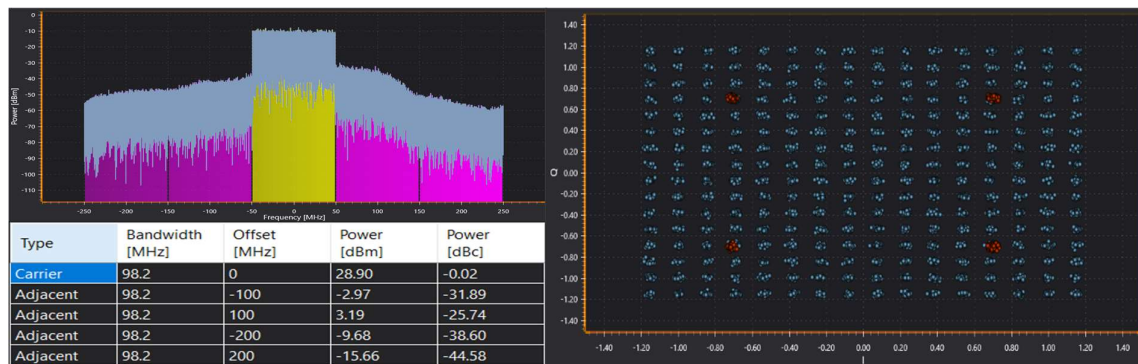 0
-10
-20
-30
-40
-50
-60
-70
-80
-90
-100
-110
Power [dBm]
-250 -200 -150 -100 -50 0 50 100 150 200 250 300
Frequency [MHz]
Type Bandwidth [MHz] Offset [MHz] Power [dBm] Power [dBc]
Carrier 98.2 0 28.90 -0.02
Adjacent 98.2 -100 -2.97 -31.89
Adjacent 98.2 100 3.19 -25.74
Adjacent 98.2 -200 -9.68 -38.60
Adjacent 98.2 200 -15.66 -44.58
1.40
1.20
1.00
0.80
0.60
0.40
0.20
0.00
-0.20
-0.40
-0.60
-0.80
-1.00
-1.20
-1.40
Q
-1.40 -1.20 -1.00 -0.80 -0.60 -0.40 -0.20 0.00 0.20 0.40 0.60 0.80 1.00 1.20 1.40
I